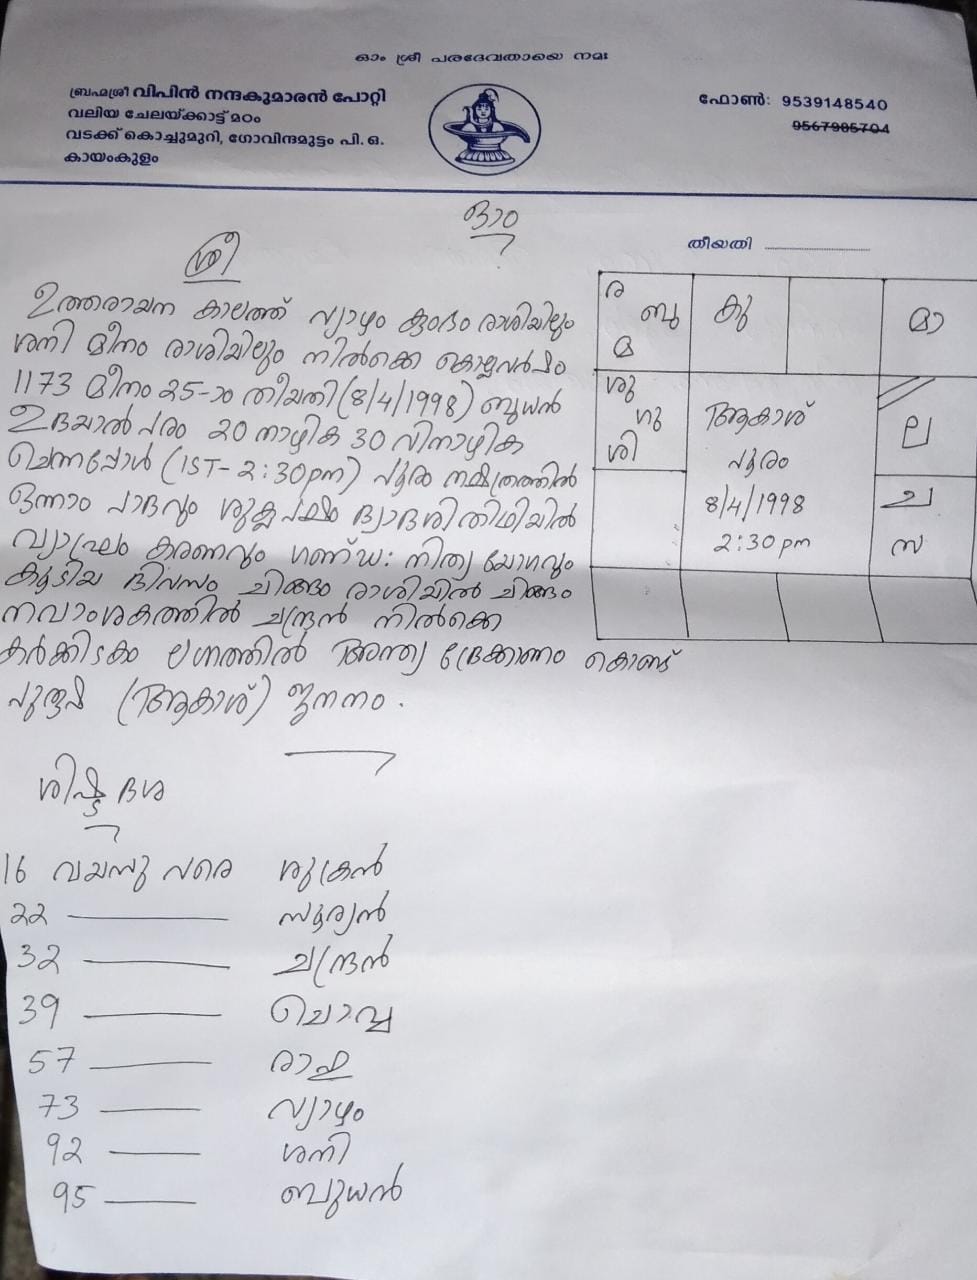 ഓം ശ്രീ പരദേവതായൈ നമഃ
ബ്രഹ്മശ്രീ വിപിൻ നന്ദകുമാരൻ പോറ്റി
വലിയ ചേലയ്ക്കാട്ട് മഠം
വടക്ക് കൊച്ചുമുറി, ഗോവിന്ദമുട്ടം പി. ഒ.
കായംകുളം
ഫോൺ: 9539148540
9567985704
ഓം
ശ്രീ
തീയതി
ഉത്തരായന കാലത്ത് വ്യാഴം കുംഭം രാശിയിലും
ശനി മീനം രാശിയിലും നിൽക്കെ കൊല്ലവർഷം
1173 മീനം 25-ാം തീയതി (8/4/1998) ബുധൻ
ഉദയാൽ പരം 20 നാഴിക 30 വിനാഴിക
ചെന്നപ്പോൾ (IST- 2:30pm) പൂരം നക്ഷത്രത്തിൽ
ഒന്നാം പാദവും ശുക്ലപക്ഷം ദ്വാദശി തിഥിയിൽ
വ്യാഘ്രം കരണവും ഗണ്ഡ: നിത്യ യോഗവും
കൂടിയ ദിവസം ചിങ്ങം രാശിയിൽ ചിങ്ങം
നവാംശകത്തിൽ ചന്ദ്രൻ നിൽക്കെ
കർക്കിടകം ലഗ്നത്തിൽ അന്ത്യ ദ്രേക്കാണം കൊണ്ട്
പുരുഷ (ആകാശ്) ജനനം.
ര
ബു
മ
കു
മാ
ശു
ഗു
ശി
ല
ആകാശ്
പൂരം
8/4/1998
2:30 pm
ച
സ
ശിഷ്ട ദശ
16 വയസു വരെ ശുക്രൻ
22 സൂര്യൻ
32 ചന്ദ്രൻ
39 ചൊവ്വ
57 രാഹു
73 വ്യാഴം
92 ശനി
95 ബുധൻ